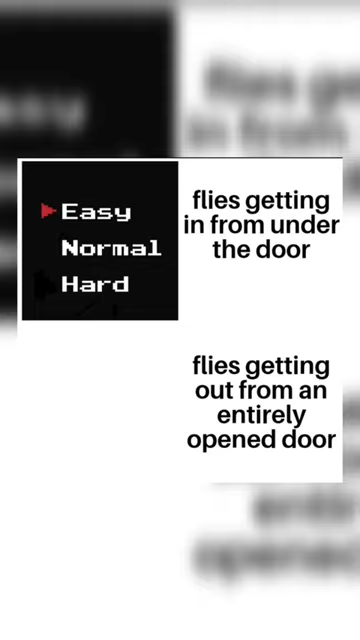 Easy
Normal
Hard
flies getting
in from under
the door
flies getting
out from an
entirely
opened door